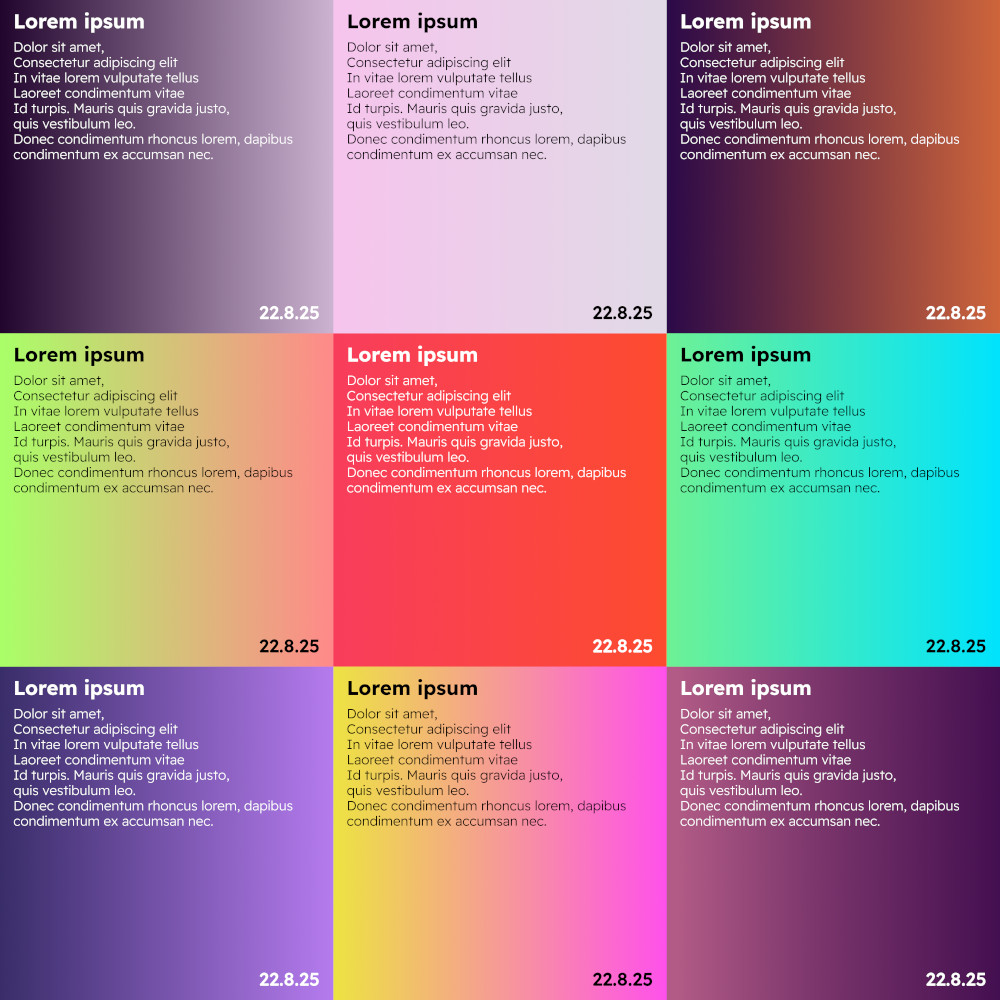 Lorem ipsum
Dolor sit amet,
Consectetur adipiscing elit
In vitae lorem vulputate tellus
Laoreet condimentum vitae
Id turpis. Mauris quis gravida justo,
quis vestibulum leo.
Donec condimentum rhoncus lorem, dapibus
condimentum ex accumsan nec.
22.8.25
Lorem ipsum
Dolor sit amet,
Consectetur adipiscing elit
In vitae lorem vulputate tellus
Laoreet condimentum vitae
Id turpis. Mauris quis gravida justo,
quis vestibulum leo.
Donec condimentum rhoncus lorem, dapibus
condimentum ex accumsan nec.
22.8.25
Lorem ipsum
Dolor sit amet,
Consectetur adipiscing elit
In vitae lorem vulputate tellus
Laoreet condimentum vitae
Id turpis. Mauris quis gravida justo,
quis vestibulum leo.
Donec condimentum rhoncus lorem, dapibus
condimentum ex accumsan nec.
22.8.25
Lorem ipsum
Dolor sit amet,
Consectetur adipiscing elit
In vitae lorem vulputate tellus
Laoreet condimentum vitae
Id turpis. Mauris quis gravida justo,
quis vestibulum leo.
Donec condimentum rhoncus lorem, dapibus
condimentum ex accumsan nec.
22.8.25
Lorem ipsum
Dolor sit amet,
Consectetur adipiscing elit
In vitae lorem vulputate tellus
Laoreet condimentum vitae
Id turpis. Mauris quis gravida justo,
quis vestibulum leo.
Donec condimentum rhoncus lorem, dapibus
condimentum ex accumsan nec.
22.8.25
Lorem ipsum
Dolor sit amet,
Consectetur adipiscing elit
In vitae lorem vulputate tellus
Laoreet condimentum vitae
Id turpis. Mauris quis gravida justo,
quis vestibulum leo.
Donec condimentum rhoncus lorem, dapibus
condimentum ex accumsan nec.
22.8.25
Lorem ipsum
Dolor sit amet,
Consectetur adipiscing elit
In vitae lorem vulputate tellus
Laoreet condimentum vitae
Id turpis. Mauris quis gravida justo,
quis vestibulum leo.
Donec condimentum rhoncus lorem, dapibus
condimentum ex accumsan nec.
22.8.25
Lorem ipsum
Dolor sit amet,
Consectetur adipiscing elit
In vitae lorem vulputate tellus
Laoreet condimentum vitae
Id turpis. Mauris quis gravida justo,
quis vestibulum leo.
Donec condimentum rhoncus lorem, dapibus
condimentum ex accumsan nec.
22.8.25
Lorem ipsum
Dolor sit amet,
Consectetur adipiscing elit
In vitae lorem vulputate tellus
Laoreet condimentum vitae
Id turpis. Mauris quis gravida justo,
quis vestibulum leo.
Donec condimentum rhoncus lorem, dapibus
condimentum ex accumsan nec.
22.8.25